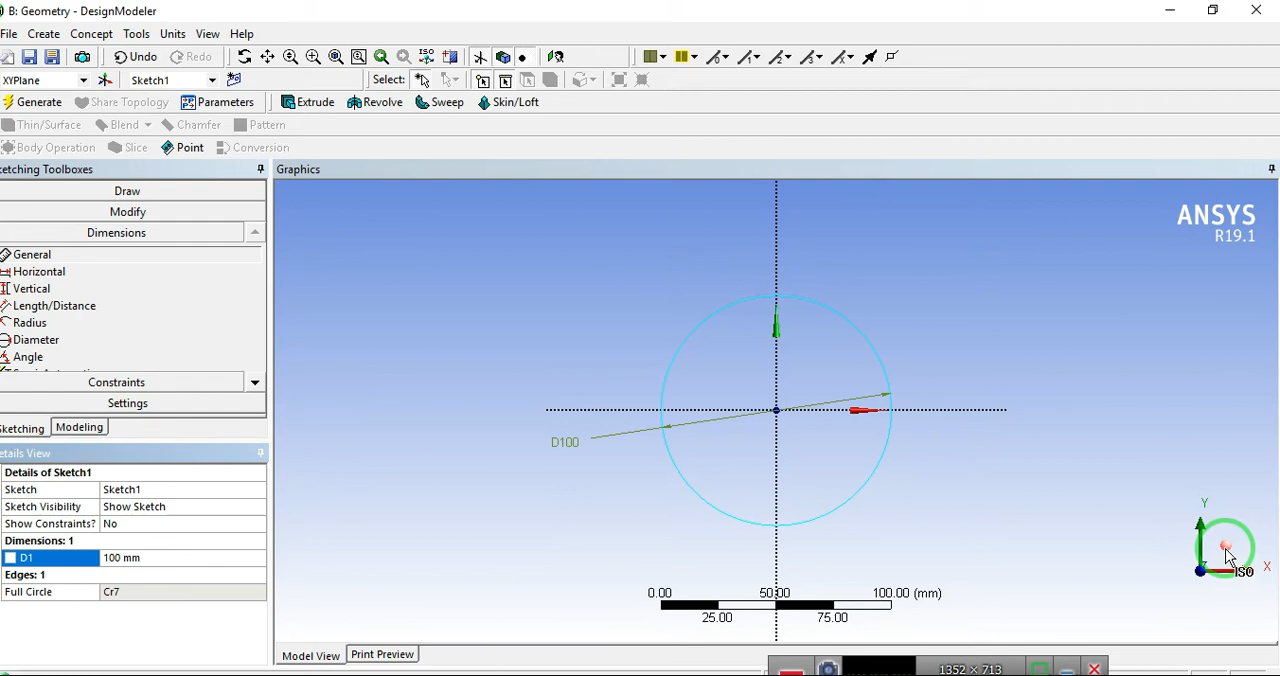 B: Geometry - DesignModeler
File Create Concept Tools Units View Help
Undo Redo ISO
XYPlane Sketch1 Select:
Generate Share Topology Parameters Extrude Revolve Sweep Skin/Loft
Thin/Surface Blend Chamfer Pattern
Body Operation Slice Point Conversion
etching Toolboxes
Graphics
Draw
Modify
Dimensions
General
Horizontal
Vertical
Length/Distance
Radius
Diameter
Angle
Constraints
Settings
ketching Modeling
etails View
Details of Sketch1
Sketch Sketch1
Sketch Visibility Show Sketch
Show Constraints? No
Dimensions: 1
D1 100 mm
Edges: 1
Full Circle Cr7
ANSYS
R19.1
D100
Y
X
ISO
0.00 50.00 100.00 (mm)
25.00 75.00
Model View Print Preview
1352 × 713